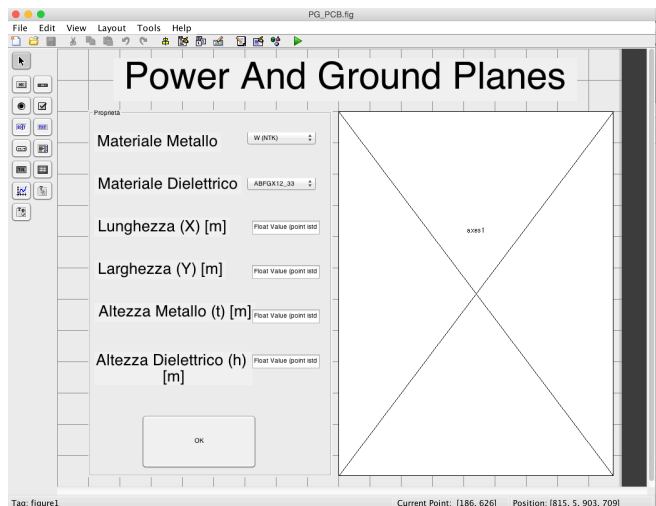 PG_PCB.fig
File Edit View Layout Tools Help
Power And Ground Planes
Proprietà
Materiale Metallo
W (NTK)
Materiale Dielettrico
ABFGX12_33
Lunghezza (X) [m]
Float Value (point istd
Larghezza (Y) [m]
Float Value (point istd
Altezza Metallo (t) [m]
Float Value (point istd
Altezza Dielettrico (h)
[m]
Float Value (point istd
OK
axes1
Tag: figure1
Current Point: [186, 626]
Position: [815, 5, 903, 709]